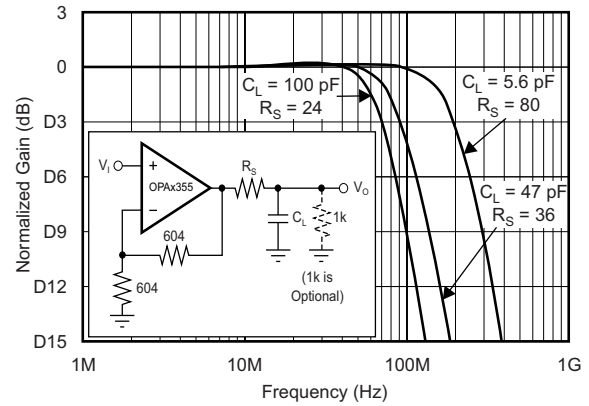 3
0
D3
D6
D9
D12
D15
Normalized Gain (dB)
C_L = 100 pF
R_S = 24
C_L = 5.6 pF
R_S = 80
C_L = 47 pF
R_S = 36
V_I
+
−
OPAx355
R_S
V_O
C_L
1k
604
604
(1k is
Optional)
1M
10M
100M
1G
Frequency (Hz)